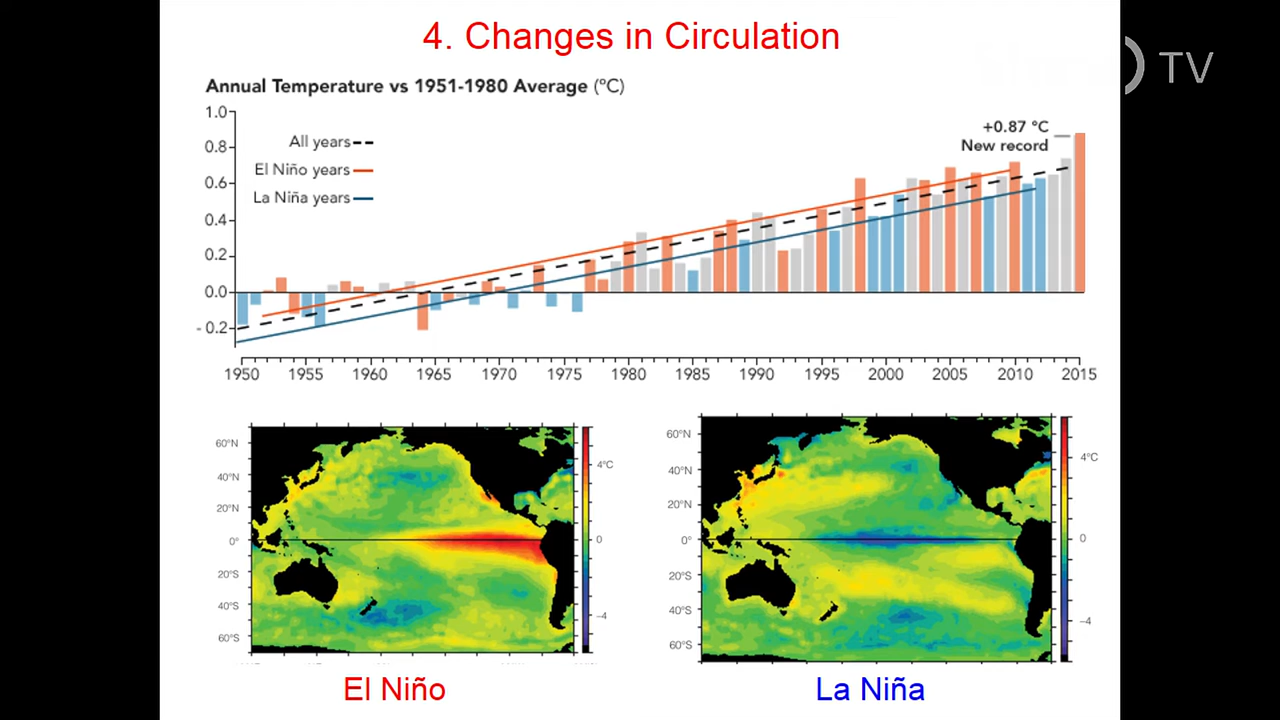 4. Changes in Circulation
TV
Annual Temperature vs 1951-1980 Average (ºC)
1.0
0.8
0.6
0.4
0.2
0.0
- 0.2
All years
El Niño years
La Niña years
+0.87 °C
New record
1950 1955 1960 1965 1970 1975 1980 1985 1990 1995 2000 2005 2010 2015
60°N
40°N
20°N
0°
20°S
40°S
60°S
4°C
0
−4
60°N
40°N
20°N
0°
20°S
40°S
60°S
4°C
0
−4
El Niño
La Niña